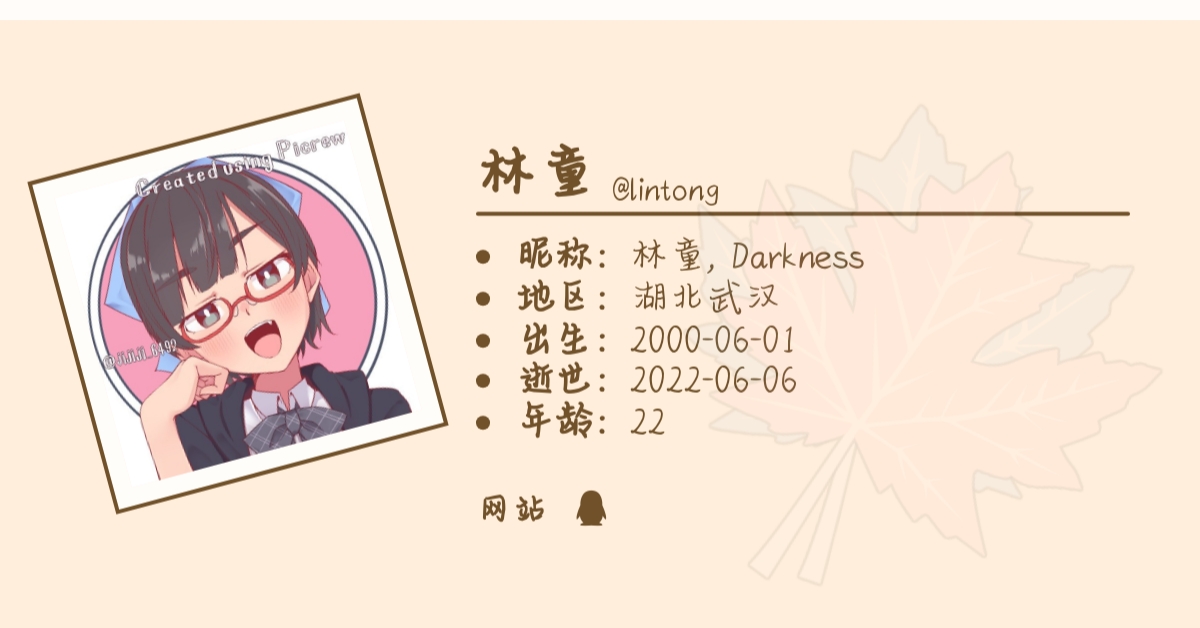 Created using Picrew
林童 @lintong
昵称：林童, Darkness
地区：湖北武汉
出生：2000-06-01
逝世：2022-06-06
年龄：22
网站